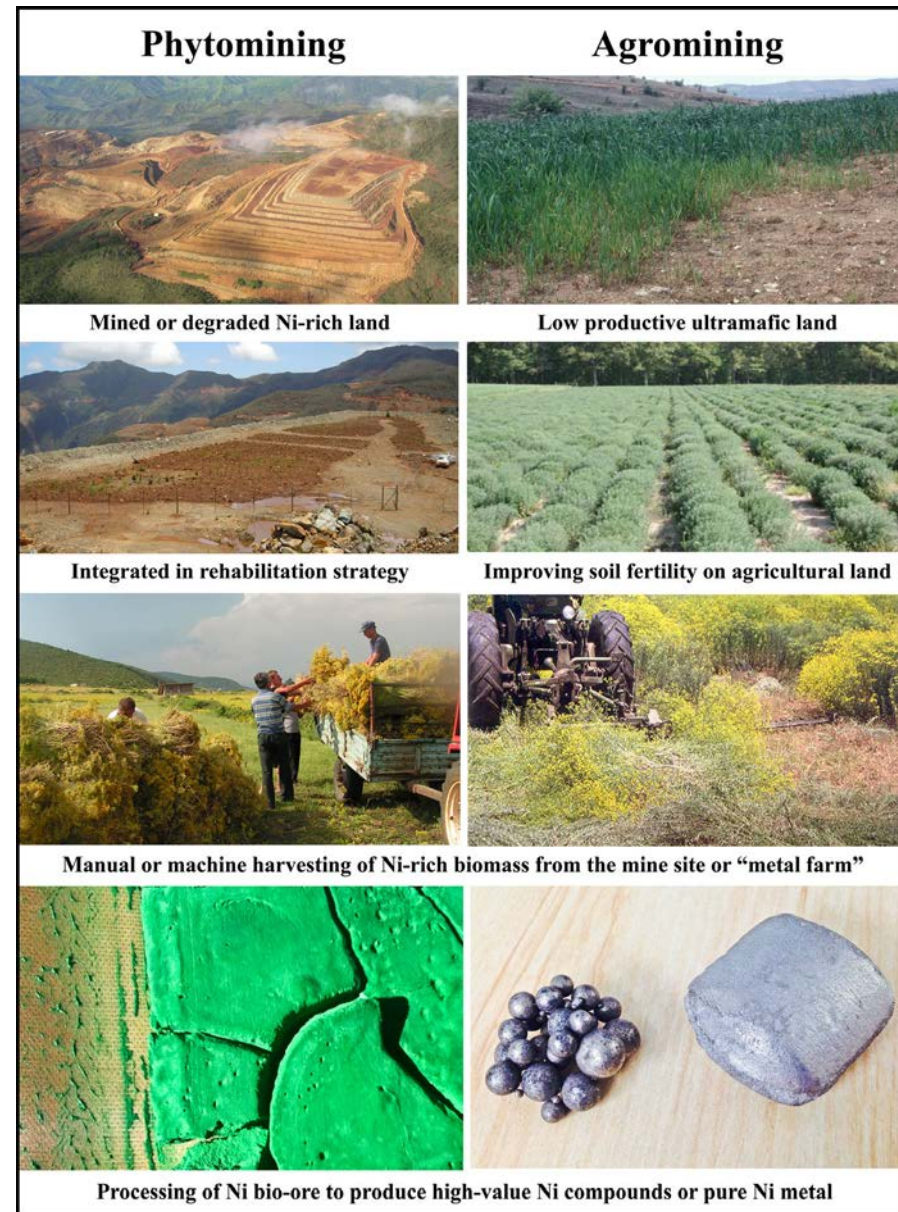 Phytomining
Agromining
Mined or degraded Ni-rich land
Low productive ultramafic land
Integrated in rehabilitation strategy
Improving soil fertility on agricultural land
Manual or machine harvesting of Ni-rich biomass from the mine site or “metal farm”
Processing of Ni bio-ore to produce high-value Ni compounds or pure Ni metal